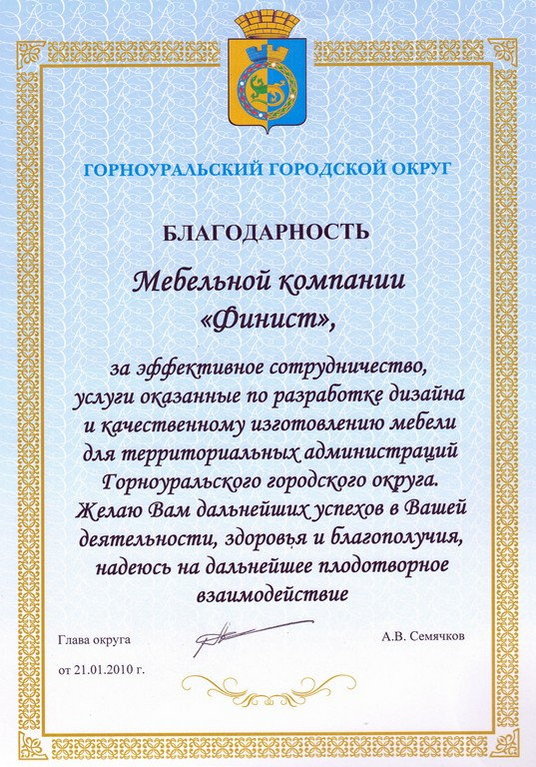 ГОРНОУРАЛЬСКИЙ ГОРОДСКОЙ ОКРУГ
БЛАГОДАРНОСТЬ
Мебельной компании
«Финист»,
за эффективное сотрудничество,
услуги оказанные по разработке дизайна
и качественному изготовлению мебели
для территориальных администраций
Горноуральского городского округа.
Желаю Вам дальнейших успехов в Вашей
деятельности, здоровья и благополучия,
надеюсь на дальнейшее плодотворное
взаимодействие
Глава округа
А.В. Семячков
от 21.01.2010 г.